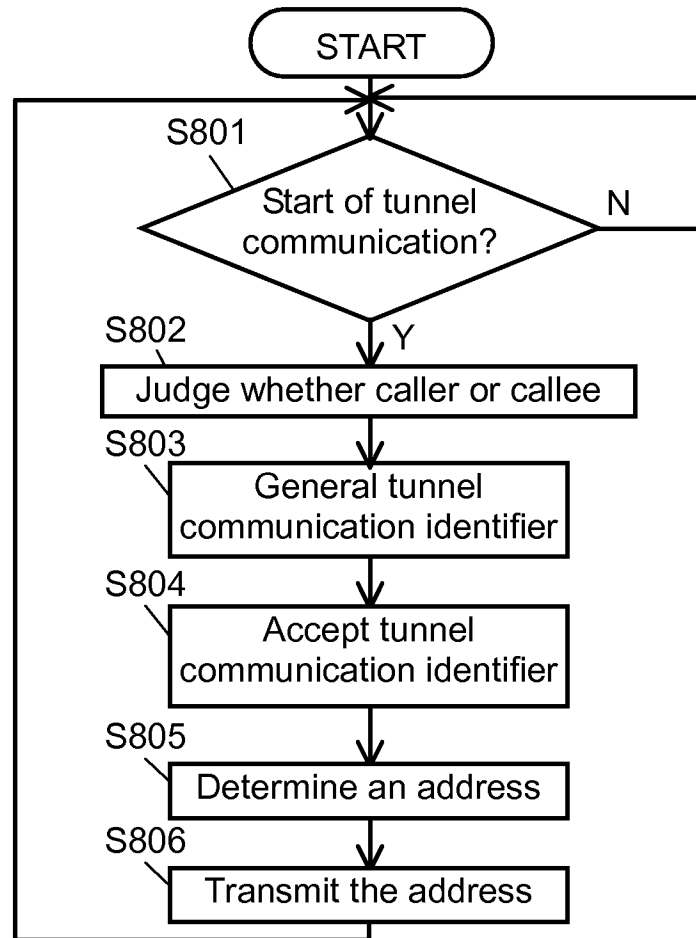 START
S801
Start of tunnel
communication?
N
Y
S802
Judge whether caller or callee
S803
General tunnel
communication identifier
S804
Accept tunnel
communication identifier
S805
Determine an address
S806
Transmit the address